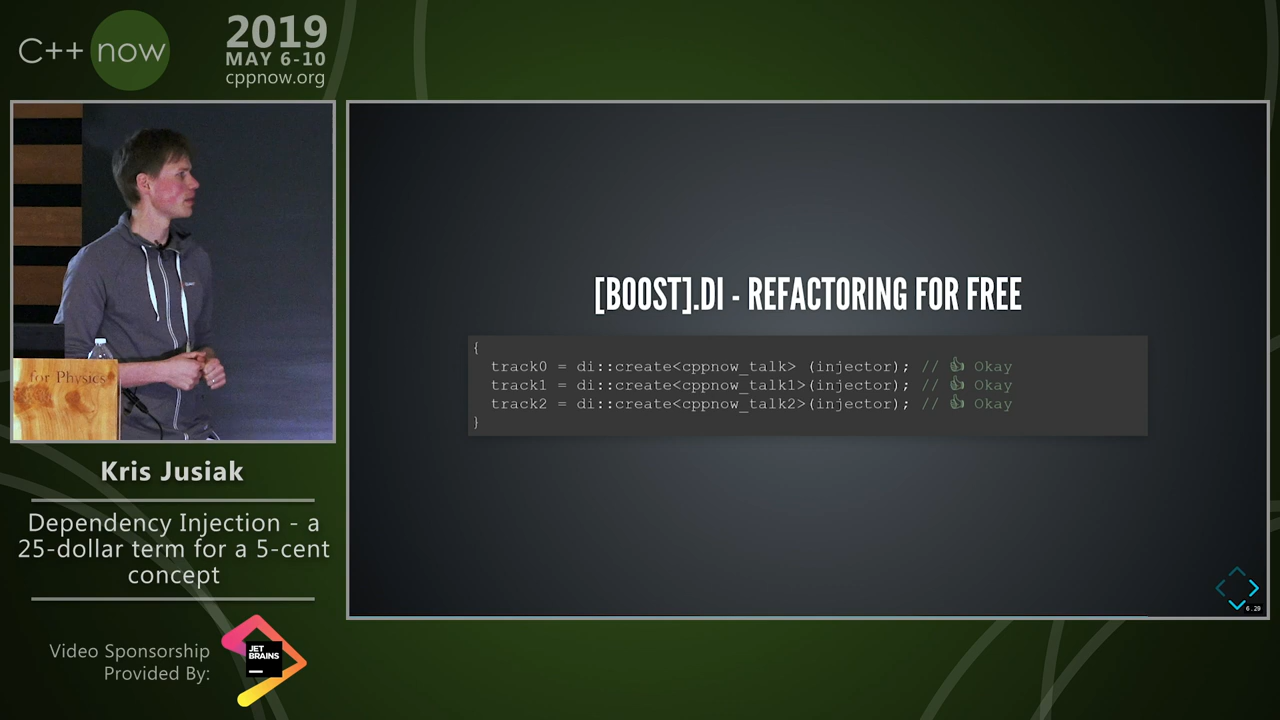 C++ now
2019
MAY 6-10
cppnow.org
for Physics
Kris Jusiak
Dependency Injection - a
25-dollar term for a 5-cent
concept
Video Sponsorship
Provided By:
JET
BRAINS
[BOOST].DI - REFACTORING FOR FREE
{
track0 = di::create<cppnow_talk> (injector); // 👍 Okay
track1 = di::create<cppnow_talk1>(injector); // 👍 Okay
track2 = di::create<cppnow_talk2>(injector); // 👍 Okay
}
6.29